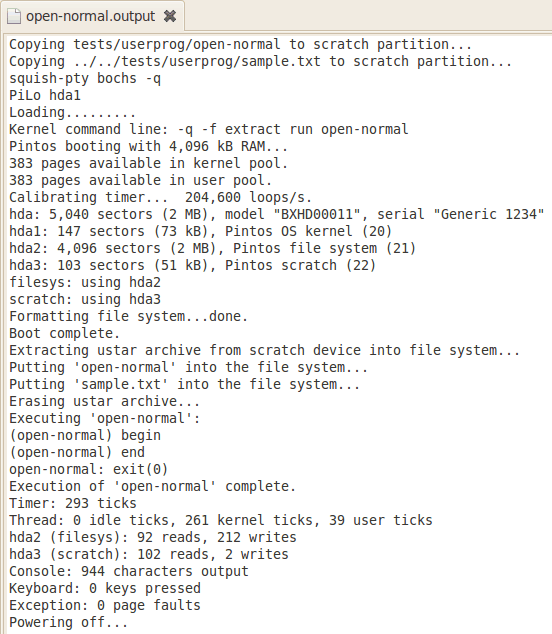 open-normal.output
Copying tests/userprog/open-normal to scratch partition...
Copying ../../tests/userprog/sample.txt to scratch partition...
squish-pty bochs -q
PiLo hda1
Loading.........
Kernel command line: -q -f extract run open-normal
Pintos booting with 4,096 kB RAM...
383 pages available in kernel pool.
383 pages available in user pool.
Calibrating timer...  204,600 loops/s.
hda: 5,040 sectors (2 MB), model "BXHD00011", serial "Generic 1234"
hda1: 147 sectors (73 kB), Pintos OS kernel (20)
hda2: 4,096 sectors (2 MB), Pintos file system (21)
hda3: 103 sectors (51 kB), Pintos scratch (22)
filesys: using hda2
scratch: using hda3
Formatting file system...done.
Boot complete.
Extracting ustar archive from scratch device into file system...
Putting 'open-normal' into the file system...
Putting 'sample.txt' into the file system...
Erasing ustar archive...
Executing 'open-normal':
(open-normal) begin
(open-normal) end
open-normal: exit(0)
Execution of 'open-normal' complete.
Timer: 293 ticks
Thread: 0 idle ticks, 261 kernel ticks, 39 user ticks
hda2 (filesys): 92 reads, 212 writes
hda3 (scratch): 102 reads, 2 writes
Console: 944 characters output
Keyboard: 0 keys pressed
Exception: 0 page faults
Powering off...